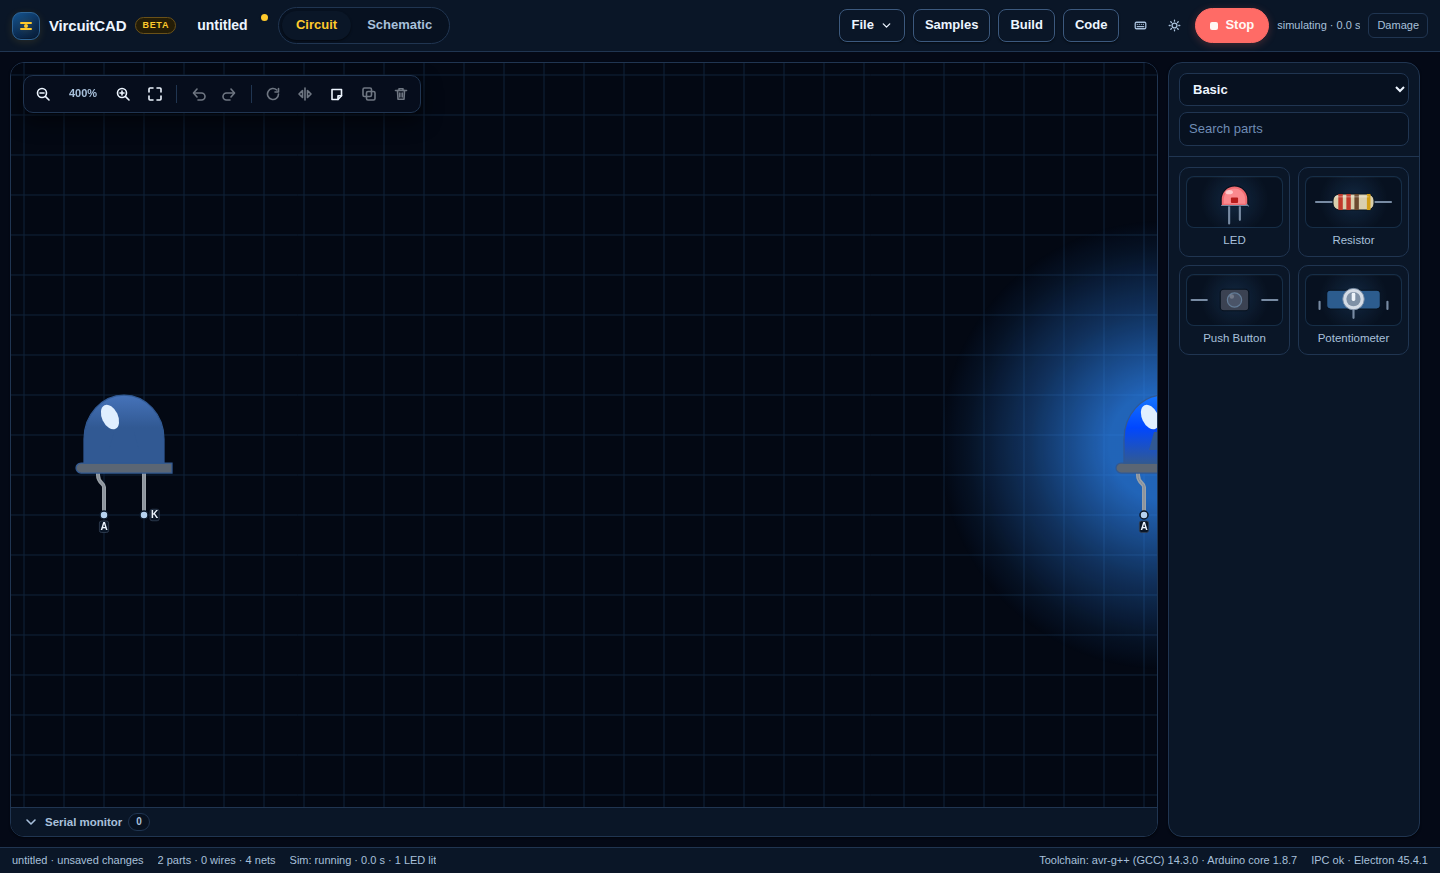 VircuitCAD BETA untitled Circuit Schematic File Samples Build Code Stop simulating · 0.0 s Damage
400%
Basic
Search parts
LED Resistor
Push Button Potentiometer
K
A A
Serial monitor 0
untitled · unsaved changes 2 parts · 0 wires · 4 nets Sim: running · 0.0 s · 1 LED lit Toolchain: avr-g++ (GCC) 14.3.0 · Arduino core 1.8.7 IPC ok · Electron 45.4.1